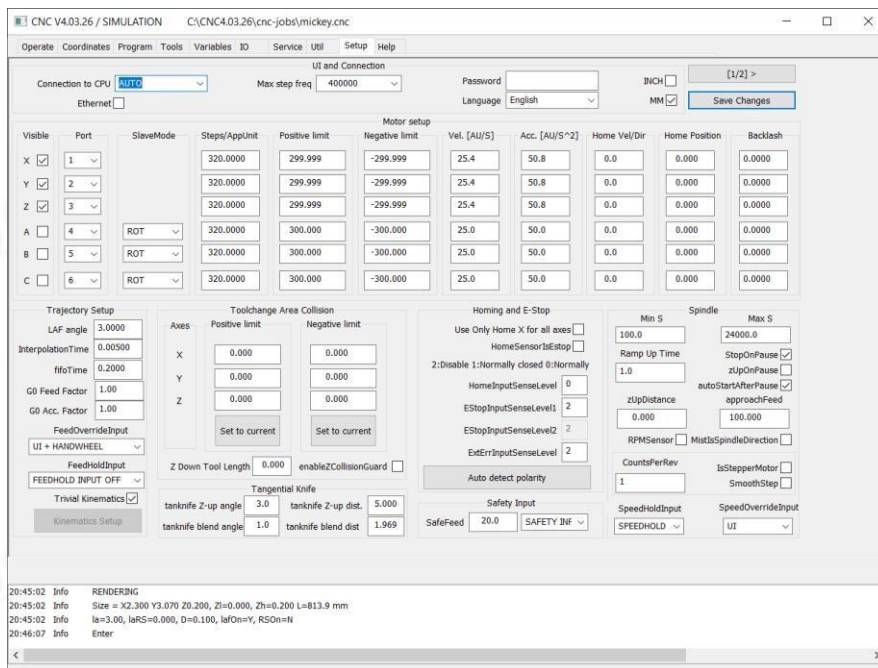 CNC V4.03.26 / SIMULATION C:\CNC4.03.26\cnc-jobs\mickey.cnc
Operate Coordinates Program Tools Variables IO Service Util Setup Help
UI and Connection
Connection to CPU AUTO Max step freq 400000 Password INCH [1/2] >
Ethernet Language English MM Save Changes
Motor setup
Visible Port SlaveMode Steps/AppUnit Positive limit Negative limit Vel. [AU/S] Acc. [AU/S^2] Home Vel/Dir Home Position Backlash
X 1 320.0000 299.999 -299.999 25.4 50.8 0.0 0.000 0.0000
Y 2 320.0000 299.999 -299.999 25.4 50.8 0.0 0.000 0.0000
Z 3 320.0000 299.999 -299.999 25.4 50.8 0.0 0.000 0.0000
A 4 ROT 320.0000 300.000 -300.000 25.0 50.0 0.0 0.000 0.0000
B 5 ROT 320.0000 300.000 -300.000 25.0 50.0 0.0 0.000 0.0000
C 6 ROT 320.0000 300.000 -300.000 25.0 50.0 0.0 0.000 0.0000
Trajectory Setup
LAF angle 3.0000
InterpolationTime 0.00500
fifoTime 0.2000
G0 Feed Factor 1.00
G0 Acc. Factor 1.00
FeedOverrideInput
UI + HANDWHEEL
FeedHoldInput
FEEDHOLD INPUT OFF
Trivial Kinematics
Kinematics Setup
Toolchange Area Collision
Axes Positive limit Negative limit
X 0.000 0.000
Y 0.000 0.000
Z 0.000 0.000
Set to current Set to current
Z Down Tool Length 0.000 enableZCollisionGuard
Tangential Knife
tanknife Z-up angle 3.0 tanknife Z-up dist. 5.000
tanknife blend angle 1.0 tanknife blend dist 1.969
Homing and E-Stop
Use Only Home X for all axes
HomeSensorIsEstop
2:Disable 1:Normally closed 0:Normally
HomeInputSenseLevel 0
EStopInputSenseLevel1 2
EStopInputSenseLevel2 2
ExtErrInputSenseLevel 2
Auto detect polarity
Safety Input
SafeFeed 20.0 SAFETY INF
Spindle
Min S Max S
100.0 24000.0
Ramp Up Time StopOnPause
1.0 zUpOnPause
autoStartAfterPause
zUpDistance approachFeed
0.000 100.000
RPMSensor MistIsSpindleDirection
CountsPerRev IsStepperMotor
1 SmoothStep
SpeedHoldInput SpeedOverrideInput
SPEEDHOLD UI
20:45:02 Info RENDERING
20:45:02 Info Size = X2.300 Y3.070 Z0.200, Zl=0.000, Zh=0.200 L=813.9 mm
20:45:02 Info la=3.00, laRS=0.000, D=0.100, lafOn=Y, RSOn=N
20:46:07 Info Enter